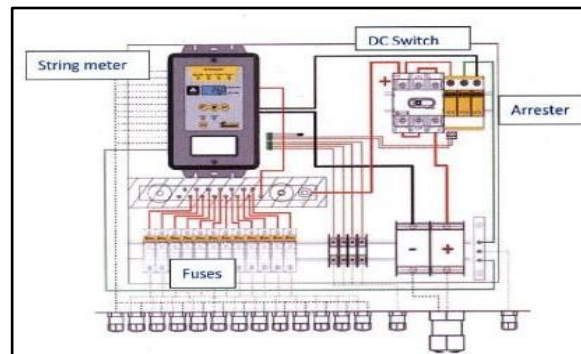 DC Switch
String meter
+
Arrester
- +
Fuses